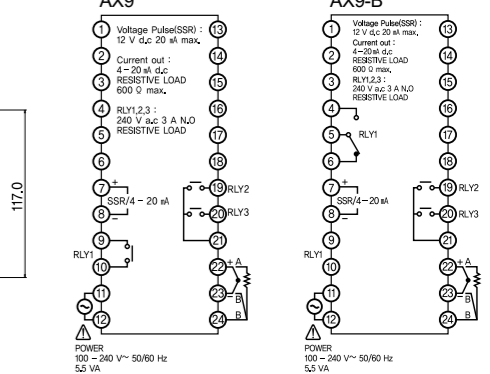 AX9
1
2
3
4
5
6
7
8
9
10
11
12
13
14
15
16
17
18
19
20
21
22
23
24
Voltage Pulse(SSR) :
12 V d.c 20 ㎃ max.
Current out :
4-20 ㎃ d.c
RESISTIVE LOAD
600 Ω max.
RLY1,2,3 :
240 V a.c 3 A N.O
RESISTIVE LOAD
+
SSR/4 - 20 ㎃
−
RLY2
RLY3
RLY1
+ A
− B
B
POWER
100 - 240 V~ 50/60 Hz
5.5 VA
117.0
AX9-B
1
2
3
4
5
6
7
8
9
10
11
12
13
14
15
16
17
18
19
20
21
22
23
24
Voltage Pulse(SSR) :
12 V d.c 20 ㎃ max.
Current out :
4-20 ㎃ d.c
RESISTIVE LOAD
600 Ω max.
RLY1,2,3 :
240 V a.c 3 A N.O
RESISTIVE LOAD
RLY1
+
SSR/4-20 ㎃
−
RLY2
RLY3
RLY1
+ A
− B
B
POWER
100 - 240 V~ 50/60 Hz
5.5 VA